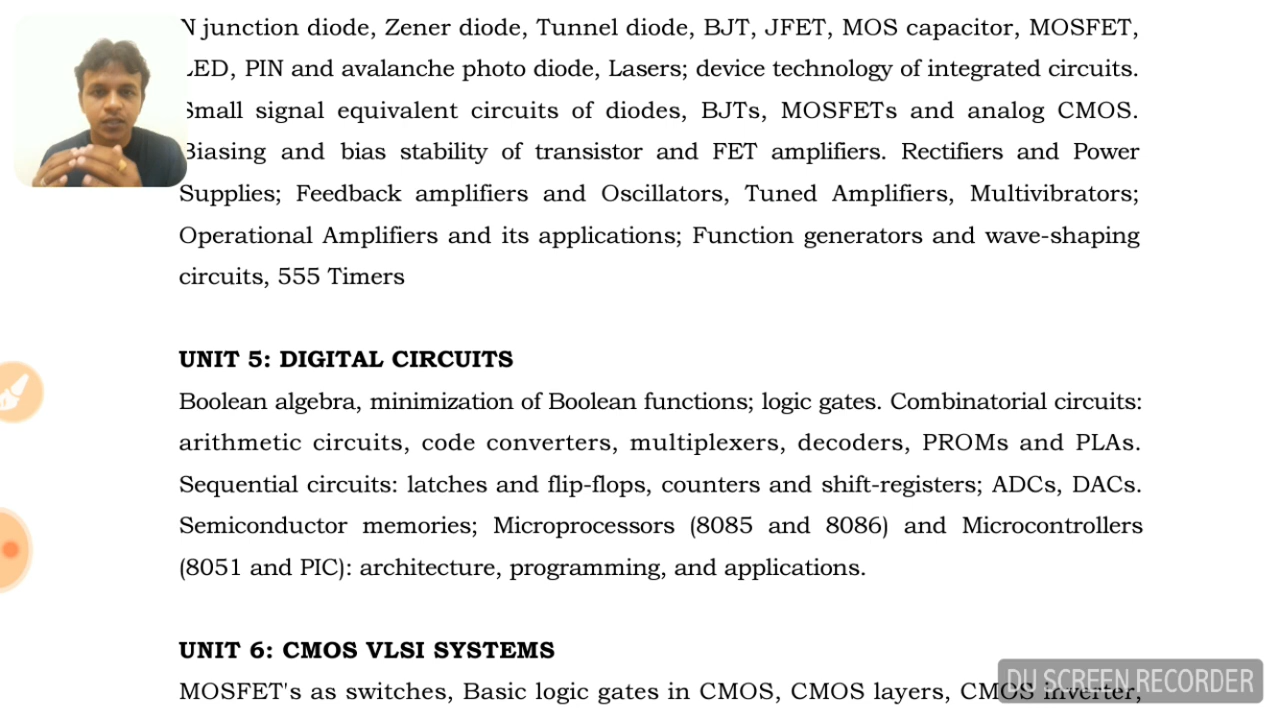 N junction diode, Zener diode, Tunnel diode, BJT, JFET, MOS capacitor, MOSFET,
LED, PIN and avalanche photo diode, Lasers; device technology of integrated circuits.
Small signal equivalent circuits of diodes, BJTs, MOSFETs and analog CMOS.
Biasing and bias stability of transistor and FET amplifiers. Rectifiers and Power
Supplies; Feedback amplifiers and Oscillators, Tuned Amplifiers, Multivibrators;
Operational Amplifiers and its applications; Function generators and wave-shaping
circuits, 555 Timers
UNIT 5: DIGITAL CIRCUITS
Boolean algebra, minimization of Boolean functions; logic gates. Combinatorial circuits:
arithmetic circuits, code converters, multiplexers, decoders, PROMs and PLAs.
Sequential circuits: latches and flip-flops, counters and shift-registers; ADCs, DACs.
Semiconductor memories; Microprocessors (8085 and 8086) and Microcontrollers
(8051 and PIC): architecture, programming, and applications.
UNIT 6: CMOS VLSI SYSTEMS
MOSFET's as switches, Basic logic gates in CMOS, CMOS layers, CMOS inverter,
DU SCREEN RECORDER